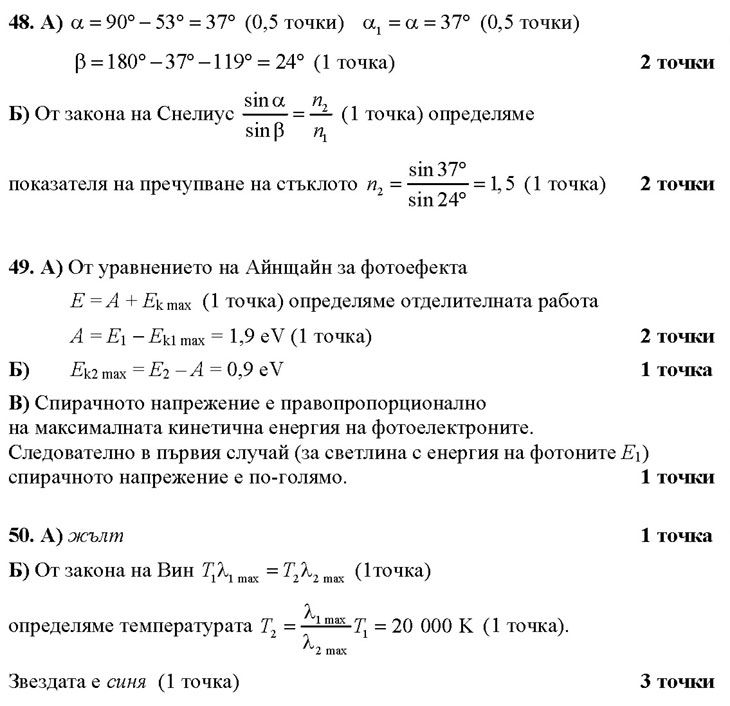 48. А) α = 90° − 53° = 37° (0,5 точки) α₁ = α = 37° (0,5 точки)
β = 180° − 37° − 119° = 24° (1 точка) 2 точки
Б) От закона на Снелиус sin α / sin β = n₂ / n₁ (1 точка) определяме
показателя на пречупване на стъклото n₂ = sin 37° / sin 24° = 1,5 (1 точка) 2 точки
49. А) От уравнението на Айнщайн за фотоефекта
E = A + Ek max (1 точка) определяме отделителната работа
A = E₁ − Ek1 max = 1,9 eV (1 точка) 2 точки
Б) Ek2 max = E₂ − A = 0,9 eV 1 точка
В) Спирачното напрежение е правопропорционално
на максималната кинетична енергия на фотоелектроните.
Следователно в първия случай (за светлина с енергия на фотоните E₁)
спирачното напрежение е по-голямо. 1 точки
50. А) жълт 1 точка
Б) От закона на Вин T₁λ₁ max = T₂λ₂ max (1точка)
определяме температурата T₂ = λ₁ max / λ₂ max T₁ = 20 000 K (1 точка).
Звездата е синя (1 точка) 3 точки